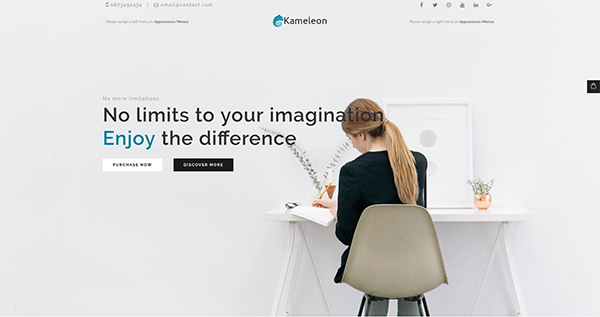 0673432434 | email@contact.com
Kameleon
Please assign a left menu on Appearance/Menus
Please assign a right menu on Appearance/Menus
No more limitations
No limits to your imagination
Enjoy the difference
PURCHASE NOW
DISCOVER MORE